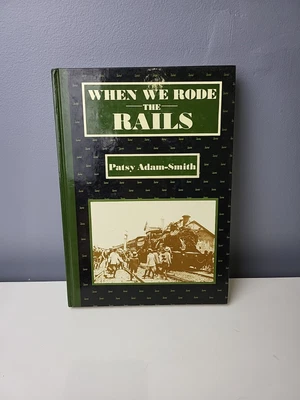 WHEN WE RODE
THE
RAILS
Patsy Adam-Smith